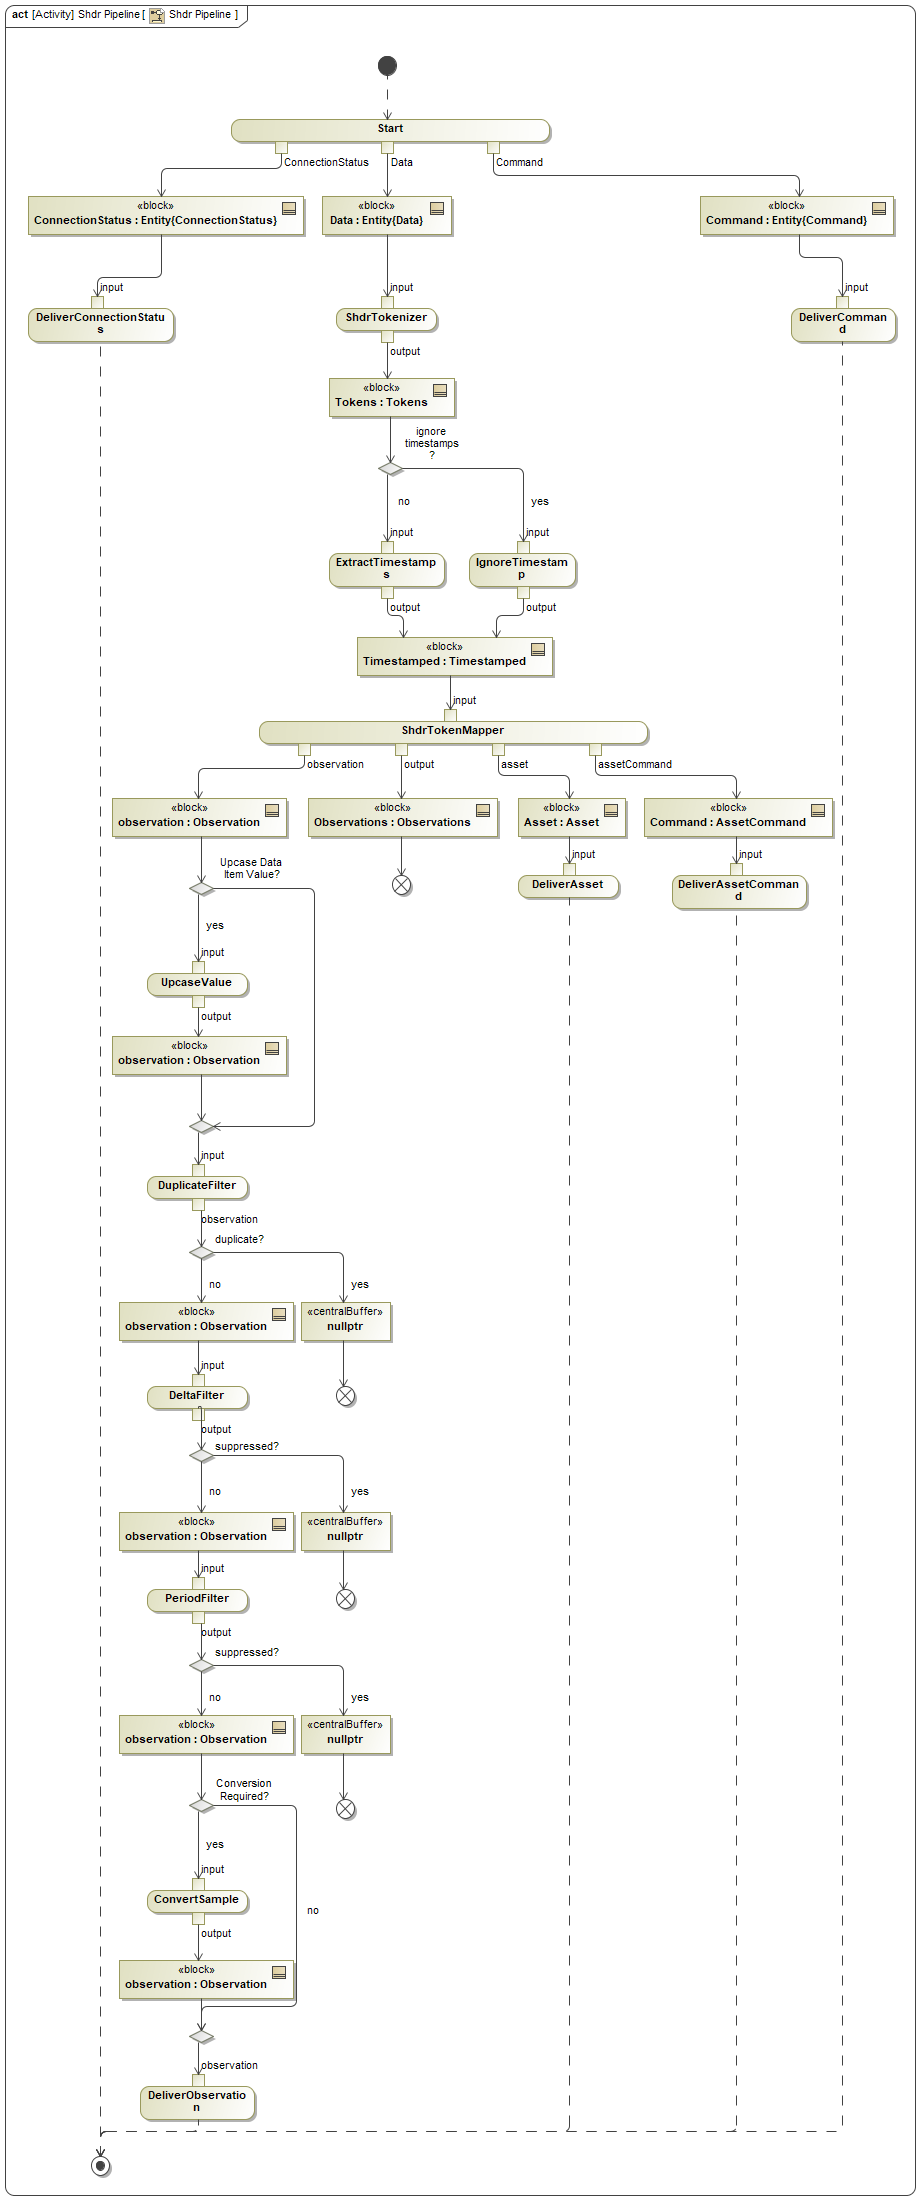 act [Activity] Shdr Pipeline [ Shdr Pipeline ]
Start
ConnectionStatus
Data
Command
«block»
ConnectionStatus : Entity{ConnectionStatus}
«block»
Data : Entity{Data}
«block»
Command : Entity{Command}
input
input
input
DeliverConnectionStatu
s
ShdrTokenizer
DeliverComman
d
output
«block»
Tokens : Tokens
ignore
timestamps
?
no
yes
input
input
ExtractTimestamp
s
IgnoreTimestam
p
output
output
«block»
Timestamped : Timestamped
input
ShdrTokenMapper
observation
output
asset
assetCommand
«block»
observation : Observation
«block»
Observations : Observations
«block»
Asset : Asset
«block»
Command : AssetCommand
input
input
Upcase Data
Item Value?
DeliverAsset
DeliverAssetComman
d
yes
input
UpcaseValue
output
«block»
observation : Observation
input
DuplicateFilter
observation
duplicate?
no
yes
«block»
observation : Observation
«centralBuffer»
nullptr
input
DeltaFilter
output
suppressed?
no
yes
«block»
observation : Observation
«centralBuffer»
nullptr
input
PeriodFilter
output
suppressed?
no
yes
«block»
observation : Observation
«centralBuffer»
nullptr
Conversion
Required?
yes
input
ConvertSample
no
output
«block»
observation : Observation
observation
DeliverObservatio
n